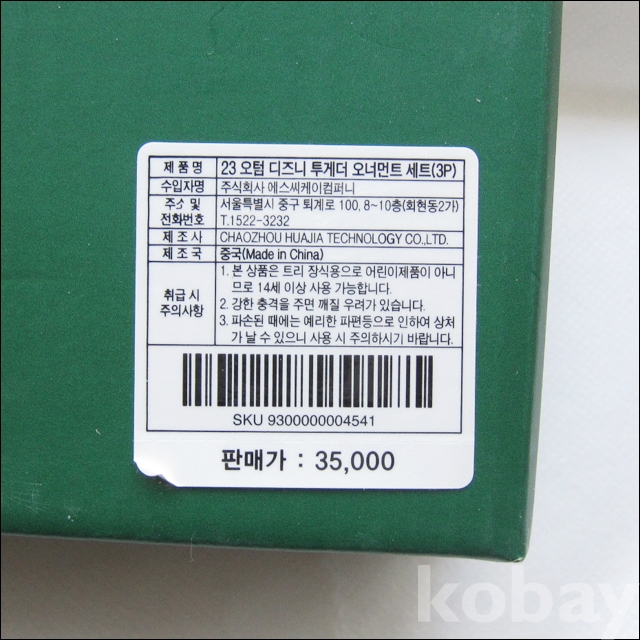 제 품 명 23 오텀 디즈니 투게더 오너먼트 세트(3P)
수입자명 주식회사 에스씨케이컴퍼니
주소 및 서울특별시 중구 퇴계로 100, 8~10층(회현동2가)
전화번호 T.1522-3232
제 조 사 CHAOZHOU HUAJIA TECHNOLOGY CO.,LTD.
제 조 국 중국(Made in China)
취급 시
주의사항
1. 본 상품은 트리 장식용으로 어린이제품이 아니
므로 14세 이상 사용 가능합니다.
2. 강한 충격을 주면 깨질 우려가 있습니다.
3. 파손된 때에는 예리한 파편등으로 인하여 상처
가 날 수 있으니 사용 시 주의하시기 바랍니다.
SKU 9300000004541
판매가 : 35,000
kobay